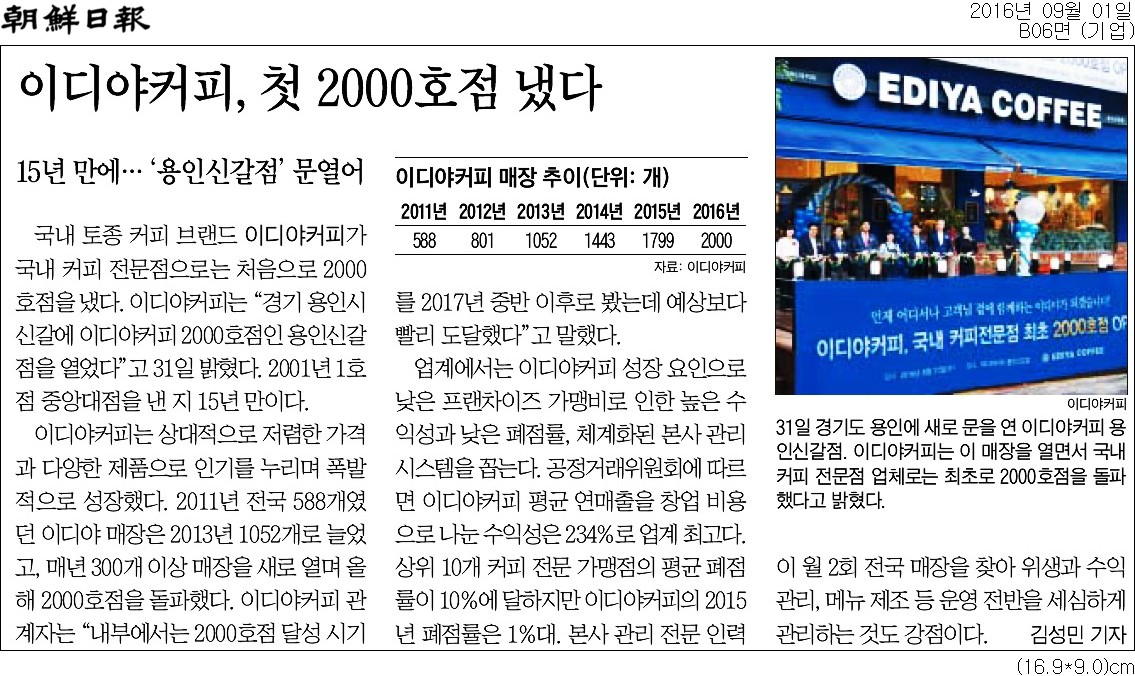 朝鮮日報
2016년 09월 01일
B06면 (기업)
이디야커피, 첫 2000호점 냈다
15년 만에… ‘용인신갈점’ 문열어
국내 토종 커피 브랜드 이디야커피가
국내 커피 전문점으로는 처음으로 2000
호점을 냈다. 이디야커피는 “경기 용인시
신갈에 이디야커피 2000호점인 용인신갈
점을 열었다”고 31일 밝혔다. 2001년 1호
점 중앙대점을 낸 지 15년 만이다.
이디야커피는 상대적으로 저렴한 가격
과 다양한 제품으로 인기를 누리며 폭발
적으로 성장했다. 2011년 전국 588개였
던 이디야 매장은 2013년 1052개로 늘었
고, 매년 300개 이상 매장을 새로 열며 올
해 2000호점을 돌파했다. 이디야커피 관
계자는 “내부에서는 2000호점 달성 시기
이디야커피 매장 추이(단위: 개)
2011년 2012년 2013년 2014년 2015년 2016년
588 801 1052 1443 1799 2000
자료: 이디야커피
를 2017년 중반 이후로 봤는데 예상보다
빨리 도달했다”고 말했다.
업계에서는 이디야커피 성장 요인으로
낮은 프랜차이즈 가맹비로 인한 높은 수
익성과 낮은 폐점률, 체계화된 본사 관리
시스템을 꼽는다. 공정거래위원회에 따르
면 이디야커피 평균 연매출을 창업 비용
으로 나눈 수익성은 234%로 업계 최고다.
상위 10개 커피 전문 가맹점의 평균 폐점
률이 10%에 달하지만 이디야커피의 2015
년 폐점률은 1%대. 본사 관리 전문 인력
EDIYA COFFEE
언제 어디서나 고객님 곁에 함께하는 이디야가 되겠습니다!
이디야커피, 국내 커피전문점 최초 2000호점 OP
EDIYA COFFEE
이디야커피
31일 경기도 용인에 새로 문을 연 이디야커피 용
인신갈점. 이디야커피는 이 매장을 열면서 국내
커피 전문점 업체로는 최초로 2000호점을 돌파
했다고 밝혔다.
이 월 2회 전국 매장을 찾아 위생과 수익
관리, 메뉴 제조 등 운영 전반을 세심하게
관리하는 것도 강점이다. 김성민 기자
(16.9*9.0)cm